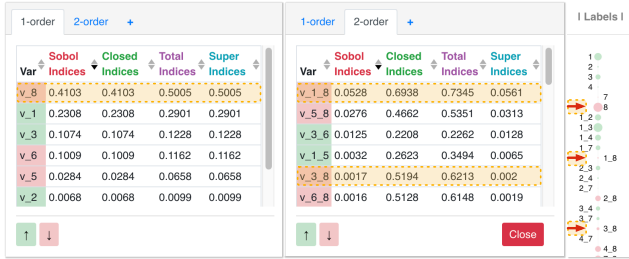 1-order 2-order +
Var Sobol Indices Closed Indices Total Indices Super Indices
v_8 0.4103 0.4103 0.5005 0.5005
v_1 0.2308 0.2308 0.2901 0.2901
v_3 0.1074 0.1074 0.1228 0.1228
v_6 0.1009 0.1009 0.1162 0.1162
v_5 0.0284 0.0284 0.0658 0.0658
v_2 0.0068 0.0068 0.0099 0.0099
↑ ↓
1-order 2-order +
Var Sobol Indices Closed Indices Total Indices Super Indices
v_1_8 0.0528 0.6938 0.7345 0.0561
v_5_8 0.0276 0.4662 0.5351 0.0313
v_3_6 0.0125 0.2208 0.2262 0.0128
v_1_5 0.0032 0.2623 0.3494 0.0065
v_3_8 0.0017 0.5194 0.6213 0.002
v_6_8 0.0016 0.5128 0.6148 0.0019
↑ ↓ Close
| Labels |
1
2
3
4
7
8
1_2
1_3
1_4
1_7
1_8
2_3
2_4
2_7
2_8
3_4
3_7
3_8
4_7
4_8